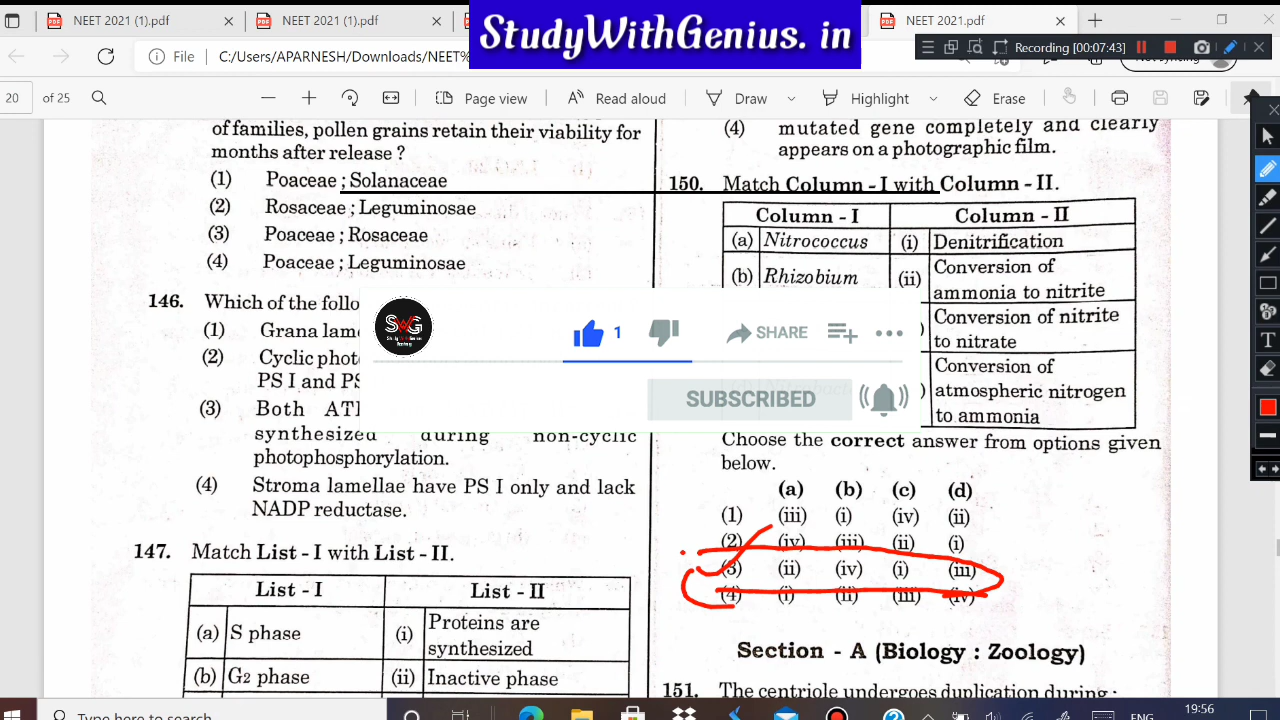 NEET 2021 (1).pdf
NEET 2021 (1).pdf
NEET 2021.pdf
StudyWithGenius. in
Recording [00:07:43]
File C:/Users/APARNESH/Downloads/NEET%
20 of 25
Page view
Read aloud
Draw
Highlight
Erase
of families, pollen grains retain their viability for
months after release ?
(1) Poaceae ; Solanaceae
(2) Rosaceae ; Leguminosae
(3) Poaceae ; Rosaceae
(4) Poaceae ; Leguminosae
146. Which of the follo
(1) Grana lam
(2) Cyclic phot
PS I and PS
(3) Both AT
synthesized during non-cyclic
photophosphorylation.
(4) Stroma lamellae have PS I only and lack
NADP reductase.
147. Match List - I with List - II.
List - I List - II
(a) S phase (i) Proteins are
synthesized
(b) G2 phase (ii) Inactive phase
(4) mutated gene completely and clearly
appears on a photographic film.
150. Match Column - I with Column - II.
Column - I Column - II
(a) Nitrococcus (i) Denitrification
(b) Rhizobium (ii) Conversion of
ammonia to nitrite
) Conversion of nitrite
to nitrate
) Conversion of
atmospheric nitrogen
to ammonia
SWG
1
SHARE
SUBSCRIBED
Choose the correct answer from options given
below.
(a) (b) (c) (d)
(1) (iii) (i) (iv) (ii)
(2) (iv) (iii) (ii) (i)
(3) (ii) (iv) (i) (iii)
(4) (i) (ii) (iii) (iv)
Section - A (Biology : Zoology)
151. The centriole undergoes duplication during :
Type here to search
ENG
19:56